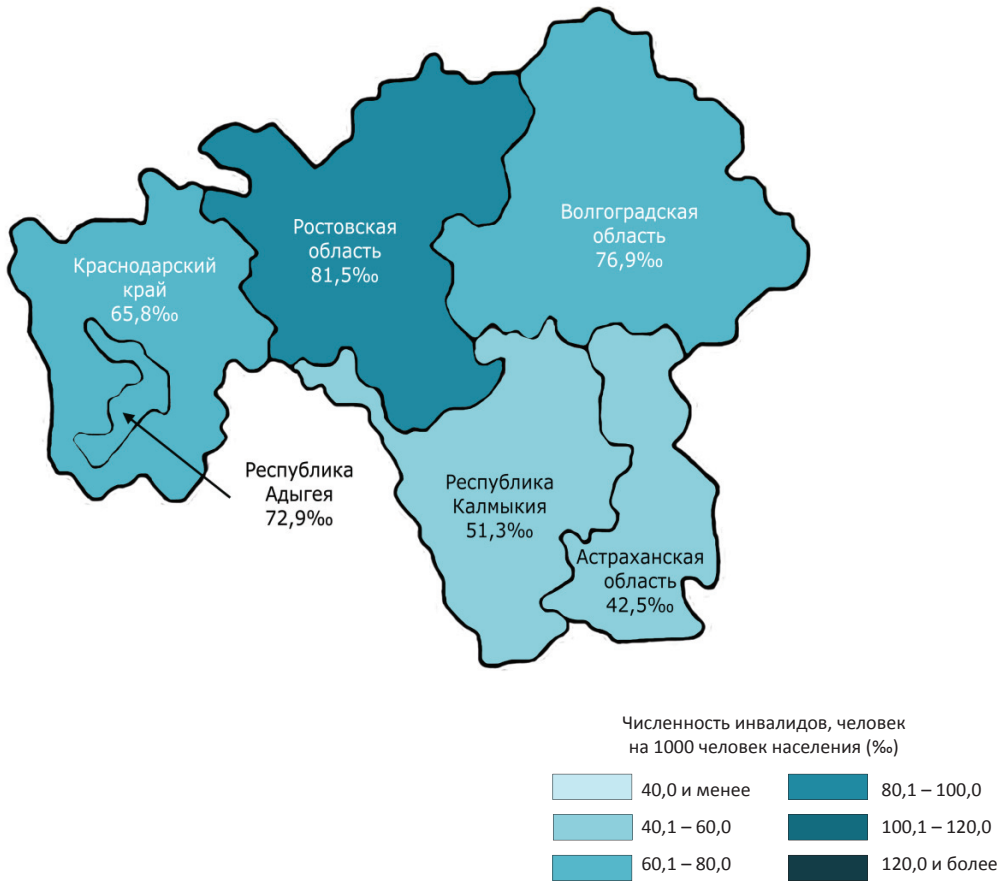 Ростовская
область
81,5‰
Волгоградская
область
76,9‰
Краснодарский
край
65,8‰
Республика
Адыгея
72,9‰
Республика
Калмыкия
51,3‰
Астраханская
область
42,5‰
Численность инвалидов, человек
на 1000 человек населения (‰)
40,0 и менее
40,1 – 60,0
60,1 – 80,0
80,1 – 100,0
100,1 – 120,0
120,0 и более